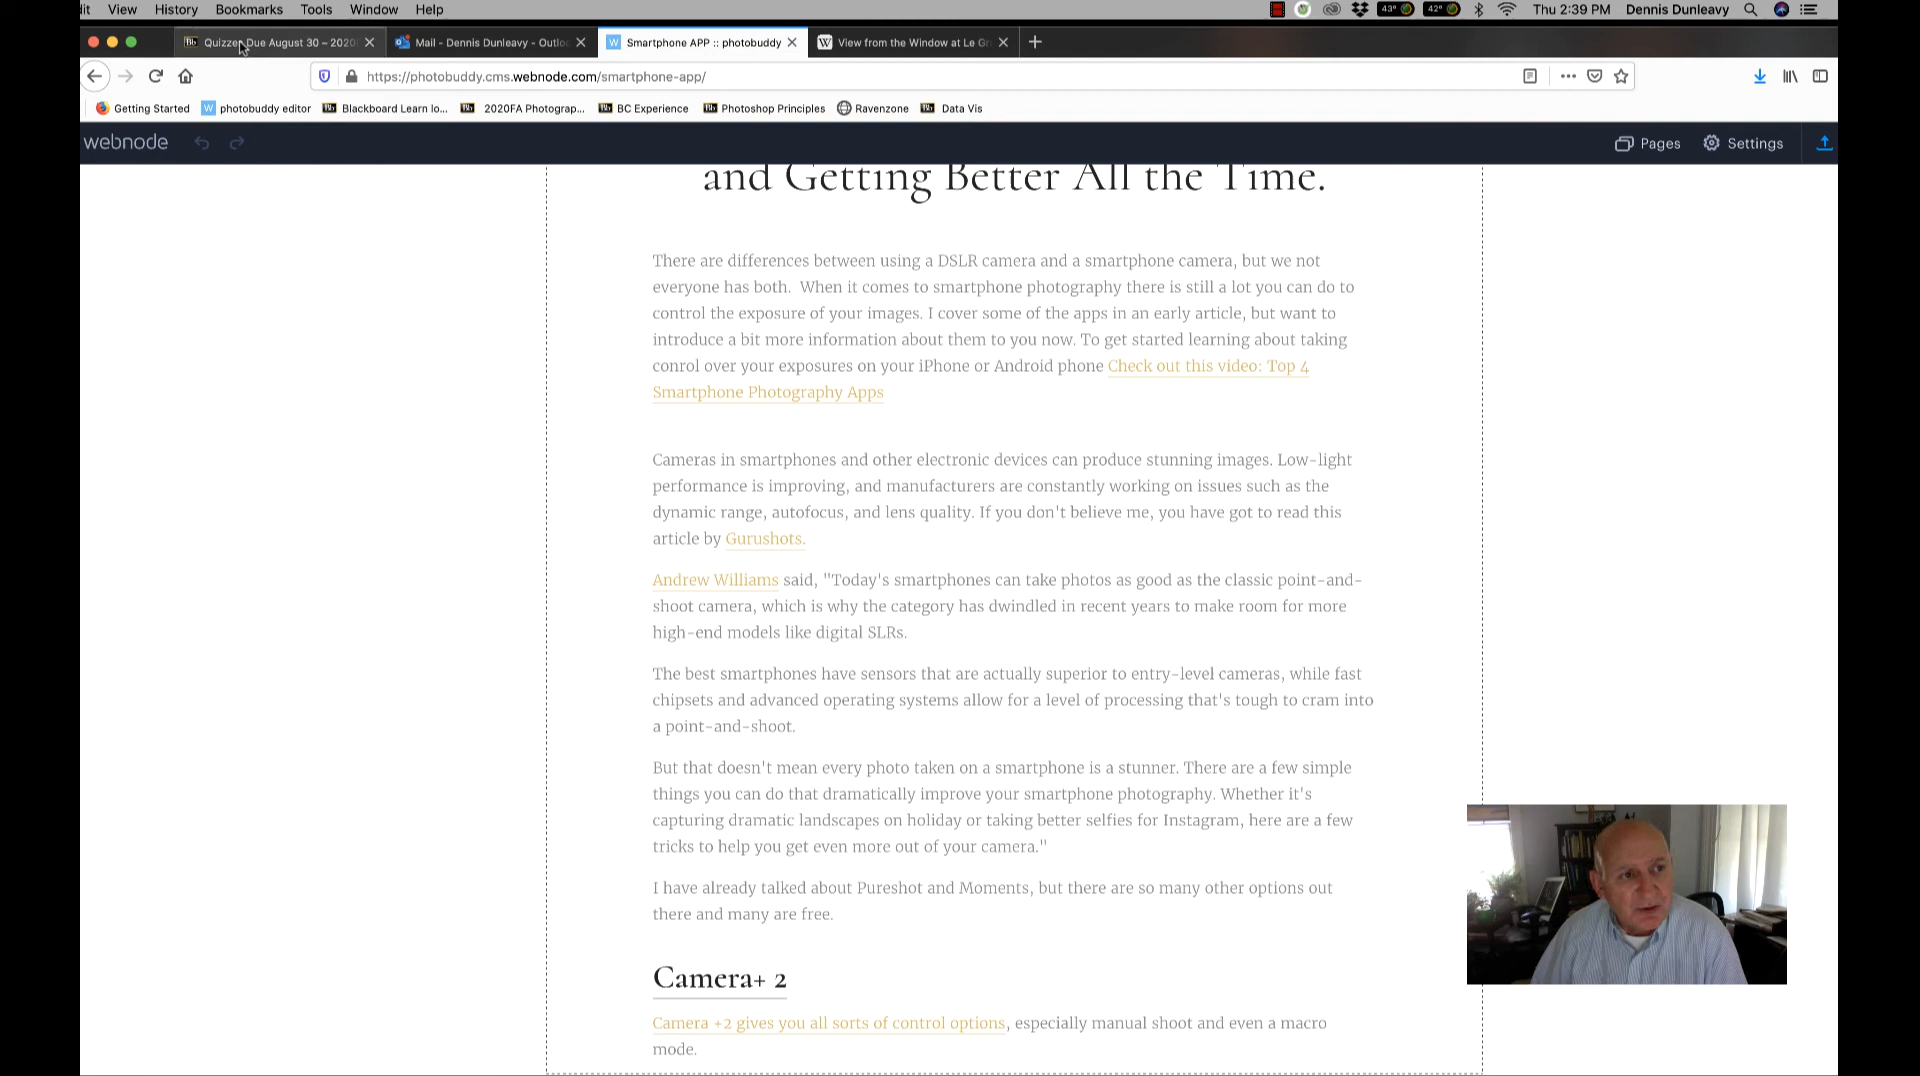 View History Bookmarks Tools Window Help 43° 42° Thu 2:39 PM Dennis Dunleavy
Due August 30 – 2020 Mail - Dennis Dunleavy - Smartphone APP :: photobuddy W View from the Window at Le
https://photobuddy.cms.webnode.com/smartphone-app/
Getting Started W photobuddy editor Bb Blackboard Learn lo... Bb 2020FA Photograp... Bb BC Experience Bb Photoshop Principles Ravenzone Bb Data Vis
webnode Pages Settings
and Getting Better All the Time.
There are differences between using a DSLR camera and a smartphone camera, but we not
everyone has both. When it comes to smartphone photography there is still a lot you can do to
control the exposure of your images. I cover some of the apps in an early article, but want to
introduce a bit more information about them to you now. To get started learning about taking
conrol over your exposures on your iPhone or Android phone Check out this video: Top 4
Smartphone Photography Apps
Cameras in smartphones and other electronic devices can produce stunning images. Low-light
performance is improving, and manufacturers are constantly working on issues such as the
dynamic range, autofocus, and lens quality. If you don't believe me, you have got to read this
article by Gurushots.
Andrew Williams said, "Today's smartphones can take photos as good as the classic point-and-
shoot camera, which is why the category has dwindled in recent years to make room for more
high-end models like digital SLRs.
The best smartphones have sensors that are actually superior to entry-level cameras, while fast
chipsets and advanced operating systems allow for a level of processing that's tough to cram into
a point-and-shoot.
But that doesn't mean every photo taken on a smartphone is a stunner. There are a few simple
things you can do that dramatically improve your smartphone photography. Whether it's
capturing dramatic landscapes on holiday or taking better selfies for Instagram, here are a few
tricks to help you get even more out of your camera."
I have already talked about Pureshot and Moments, but there are so many other options out
there and many are free.
Camera+ 2
Camera +2 gives you all sorts of control options, especially manual shoot and even a macro
mode.